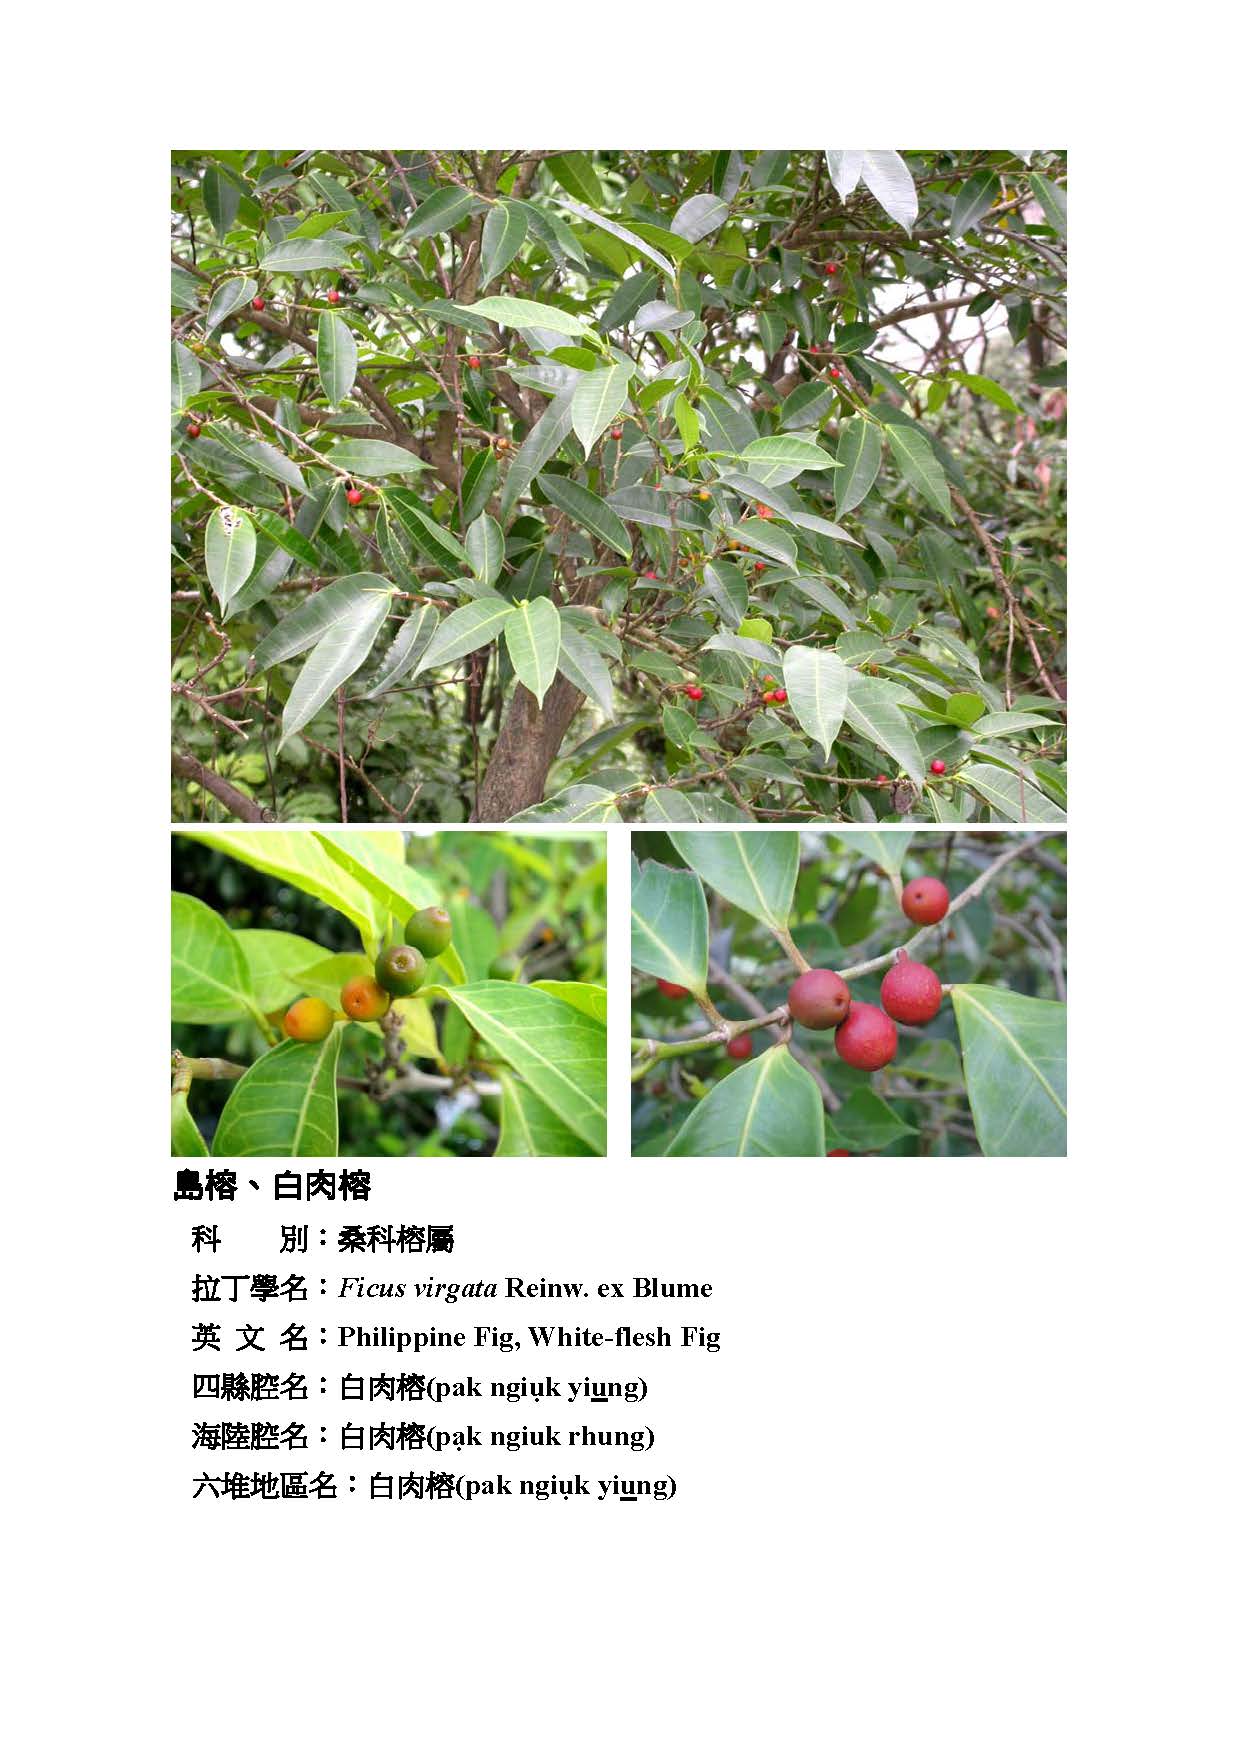 島榕、白肉榕
科　　別：桑科榕屬
拉丁學名：Ficus virgata Reinw. ex Blume
英 文 名：Philippine Fig, White-flesh Fig
四縣腔名：白肉榕(pak ngiụk yiu̲ng)
海陸腔名：白肉榕(pạk ngiuk rhung)
六堆地區名：白肉榕(pak ngiụk yiu̲ng)